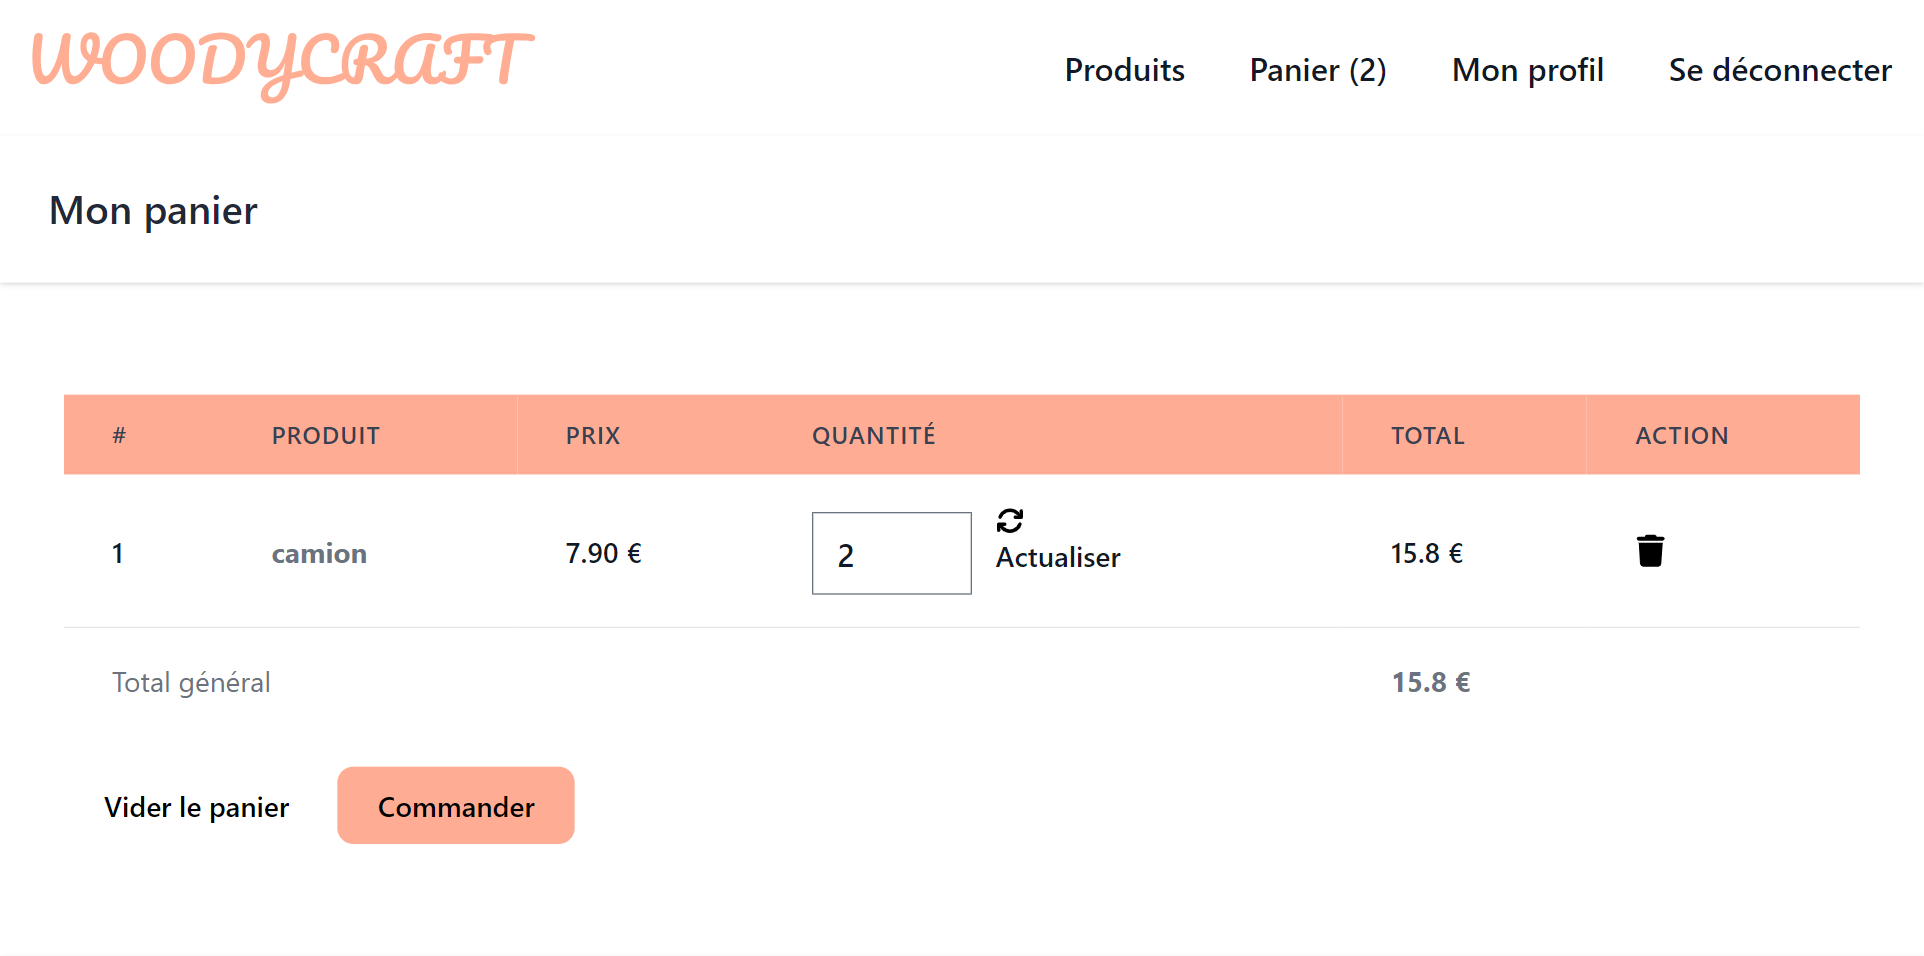 WOODYCRAFT
Produits Panier (2) Mon profil Se déconnecter
Mon panier
# PRODUIT PRIX QUANTITÉ TOTAL ACTION
1 camion 7.90 € 2 Actualiser 15.8 €
Total général 15.8 €
Vider le panier Commander